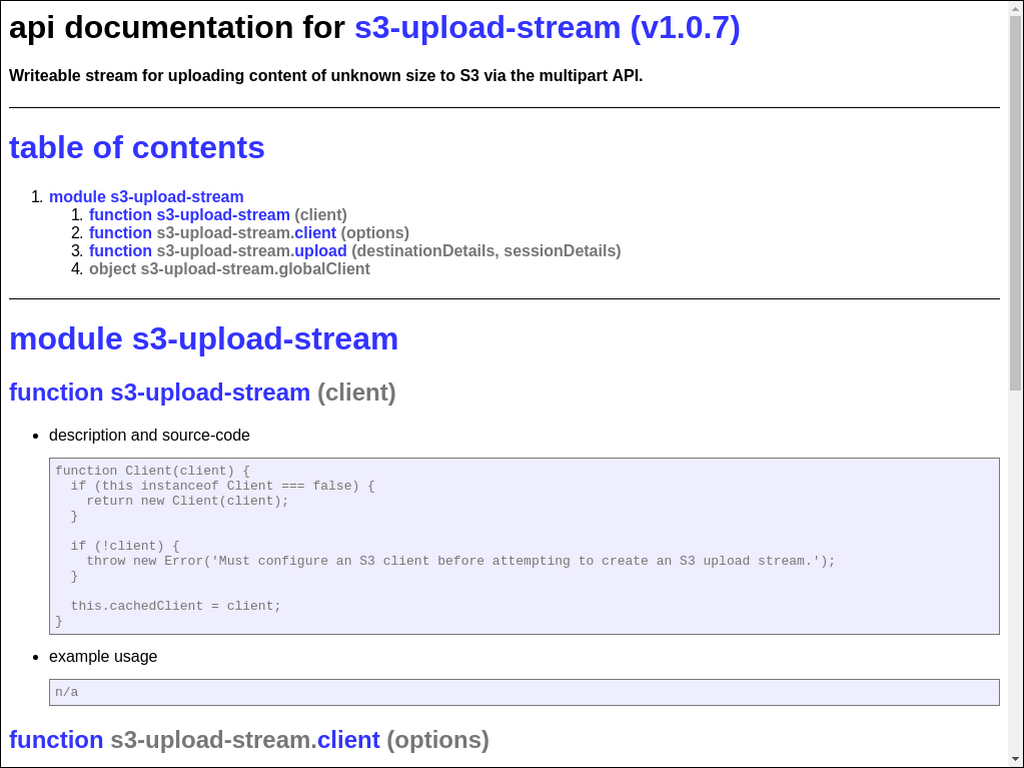 api documentation for s3-upload-stream (v1.0.7)
Writeable stream for uploading content of unknown size to S3 via the multipart API.
table of contents
1. module s3-upload-stream
1. function s3-upload-stream (client)
2. function s3-upload-stream.client (options)
3. function s3-upload-stream.upload (destinationDetails, sessionDetails)
4. object s3-upload-stream.globalClient
module s3-upload-stream
function s3-upload-stream (client)
• description and source-code
function Client(client) {
  if (this instanceof Client === false) {
    return new Client(client);
  }
  if (!client) {
    throw new Error('Must configure an S3 client before attempting to create an S3 upload stream.');
  }
  this.cachedClient = client;
}
• example usage
n/a
function s3-upload-stream.client (options)